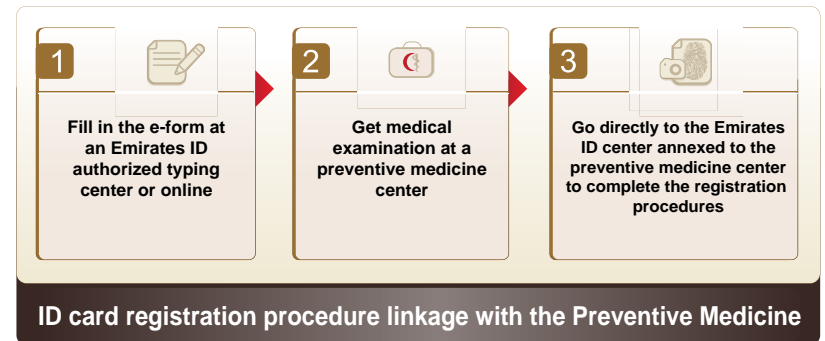 1
Fill in the e-form at
an Emirates ID
authorized typing
center or online
2
Get medical
examination at a
preventive medicine
center
3
Go directly to the Emirates
ID center annexed to the
preventive medicine center
to complete the registration
procedures
ID card registration procedure linkage with the Preventive Medicine